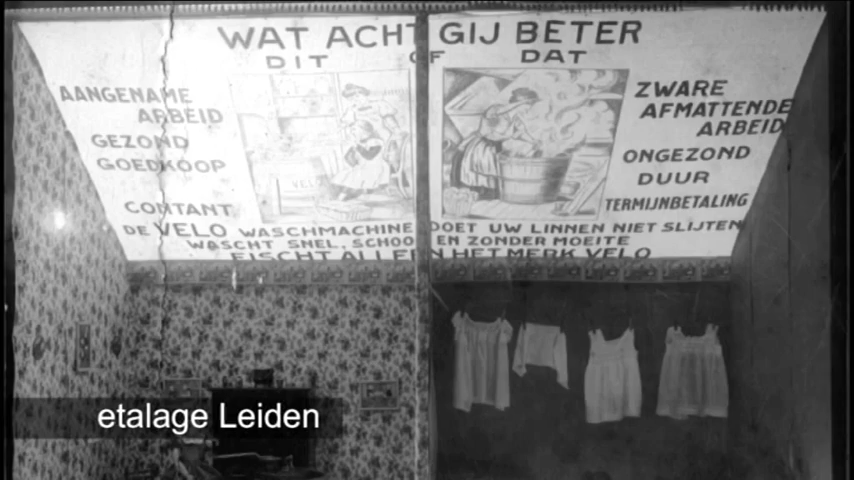 WAT ACHT GIJ BETER
DIT OF DAT
AANGENAME
ARBEID
GEZOND
GOEDKOOP
CONTANT
VELO
ZWARE
AFMATTENDE
ARBEID
ONGEZOND
DUUR
TERMIJNBETALING
DE VELO WASCHMACHINE DOET UW LINNEN NIET SLIJTEN
WASCHT SNEL, SCHOON EN ZONDER MOEITE
EISCHT ALLEEN HET MERK VELO
etalage Leiden